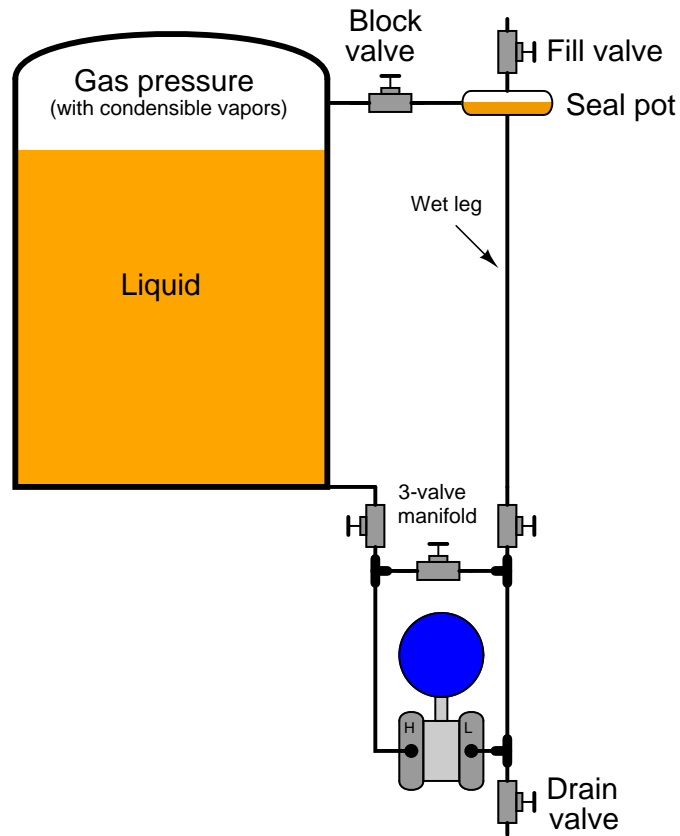 Block
valve
Fill valve
Gas pressure
(with condensible vapors)
Seal pot
Wet leg
Liquid
3-valve
manifold
H
L
Drain
valve